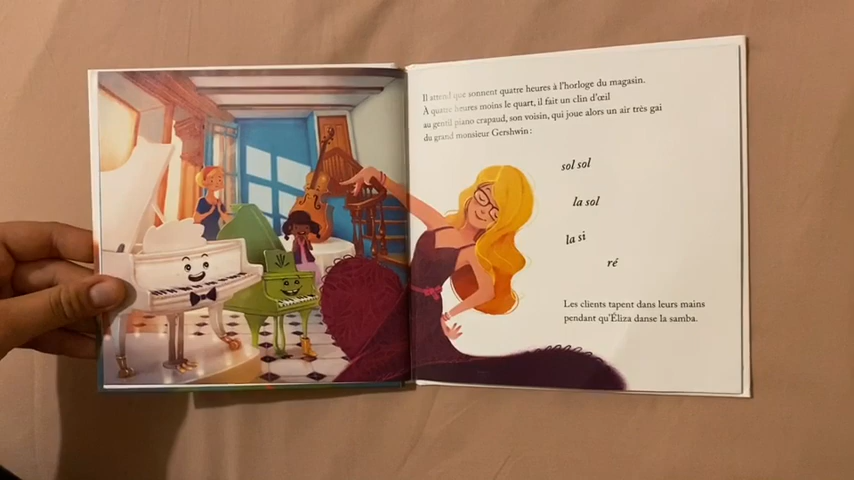 Il attend que sonnent quatre heures à l'horloge du magasin.
À quatre heures moins le quart, il fait un clin d'œil
au gentil piano crapaud, son voisin, qui joue alors un air très gai
du grand monsieur Gershwin :
sol sol
la sol
la si
ré
Les clients tapent dans leurs mains
pendant qu'Éliza danse la samba.